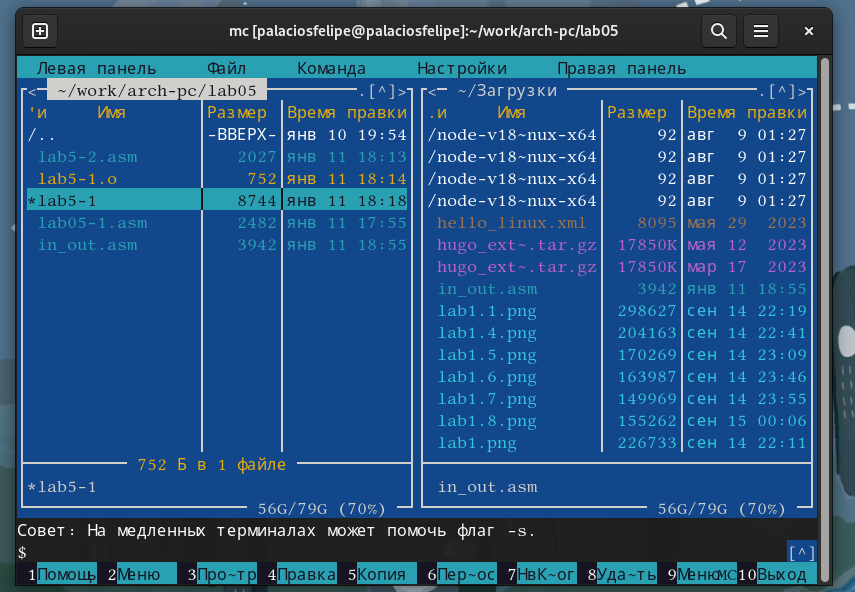 mc [palaciosfelipe@palaciosfelipe]:~/work/arch-pc/lab05
Левая панель Файл Команда Настройки Правая панель
<─ ~/work/arch-pc/lab05 .[^]> <─ ~/Загрузки .[^]>
'и Имя Размер Время правки .и Имя Размер Время правки
/.. -ВВЕРХ- янв 10 19:54 /node-v18~nux-x64 92 авг 9 01:27
lab5-2.asm 2027 янв 11 18:13 /node-v18~nux-x64 92 авг 9 01:27
lab5-1.o 752 янв 11 18:14 /node-v18~nux-x64 92 авг 9 01:27
*lab5-1 8744 янв 11 18:18 /node-v18~nux-x64 92 авг 9 01:27
lab05-1.asm 2482 янв 11 17:55 hello_linux.xml 8095 мая 29 2023
in_out.asm 3942 янв 11 18:55 hugo_ext~.tar.gz 17850K мая 12 2023
hugo_ext~.tar.gz 17850K мар 17 2023
in_out.asm 3942 янв 11 18:55
lab1.1.png 298627 сен 14 22:19
lab1.4.png 204163 сен 14 22:41
lab1.5.png 170269 сен 14 23:09
lab1.6.png 163987 сен 14 23:46
lab1.7.png 149969 сен 14 23:55
lab1.8.png 155262 сен 15 00:06
lab1.png 226733 сен 14 22:11
752 Б в 1 файле
*lab5-1 in_out.asm
56G/79G (70%) 56G/79G (70%)
Совет: На медленных терминалах может помочь флаг -s.
$ [^]
1Помощь 2Меню 3Про~тр 4Правка 5Копия 6Пер~ос 7НвК~ог 8Уда~ть 9МенюMC 10Выход